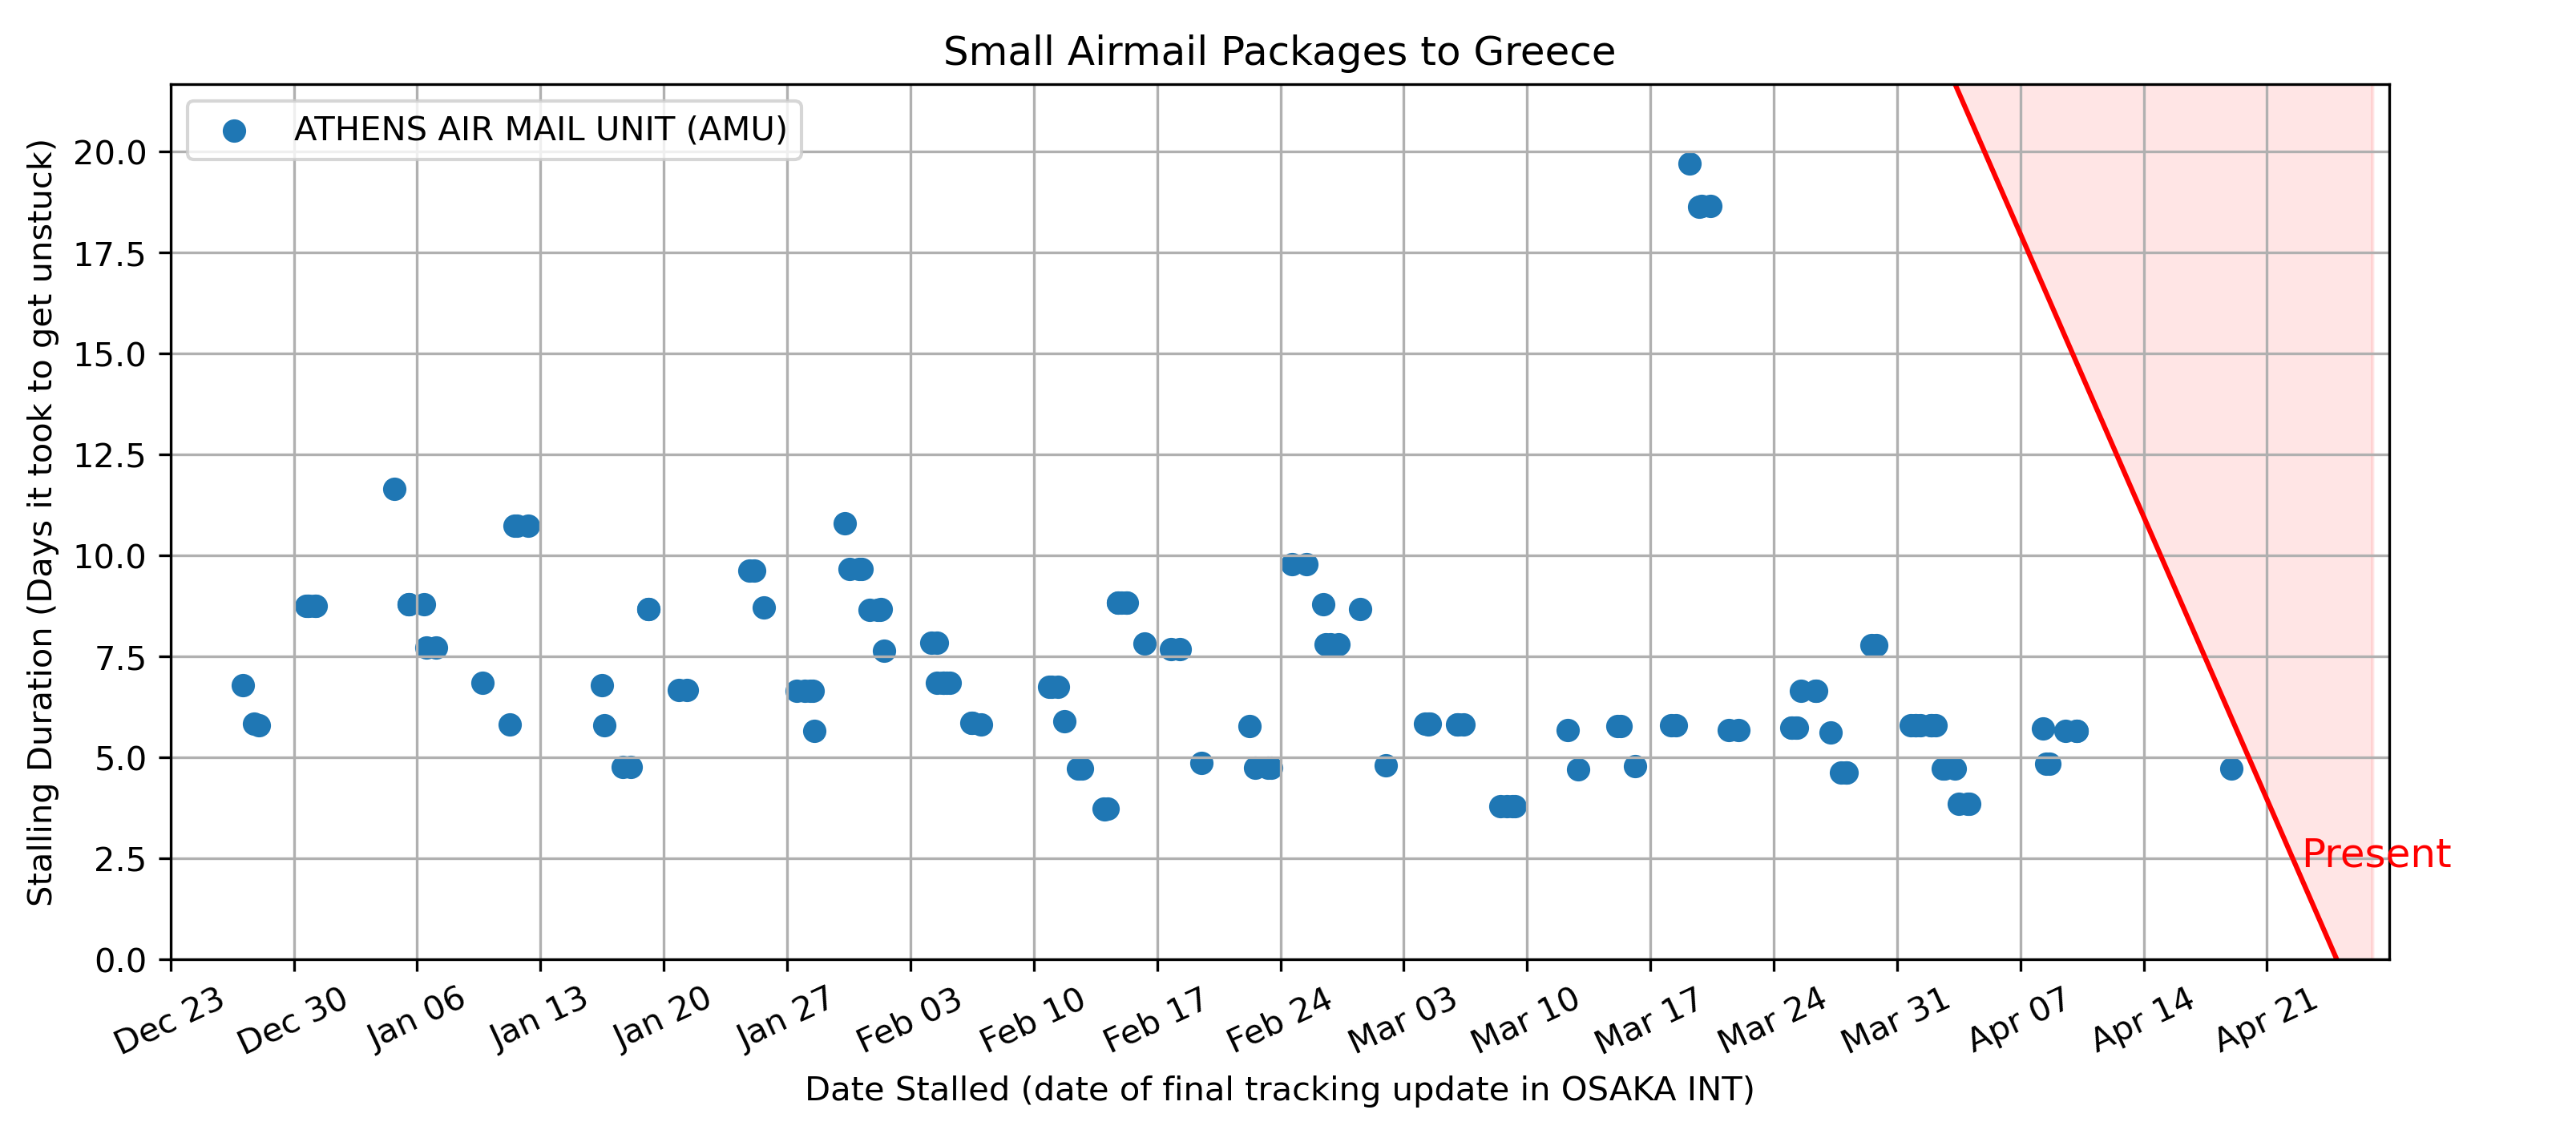 Small Airmail Packages to Greece
ATHENS AIR MAIL UNIT (AMU)
Stalling Duration (Days it took to get unstuck)
20.0
17.5
15.0
12.5
10.0
7.5
5.0
2.5
0.0
Present
Dec 23
Dec 30
Jan 06
Jan 13
Jan 20
Jan 27
Feb 03
Feb 10
Feb 17
Feb 24
Mar 03
Mar 10
Mar 17
Mar 24
Mar 31
Apr 07
Apr 14
Apr 21
Date Stalled (date of final tracking update in OSAKA INT)